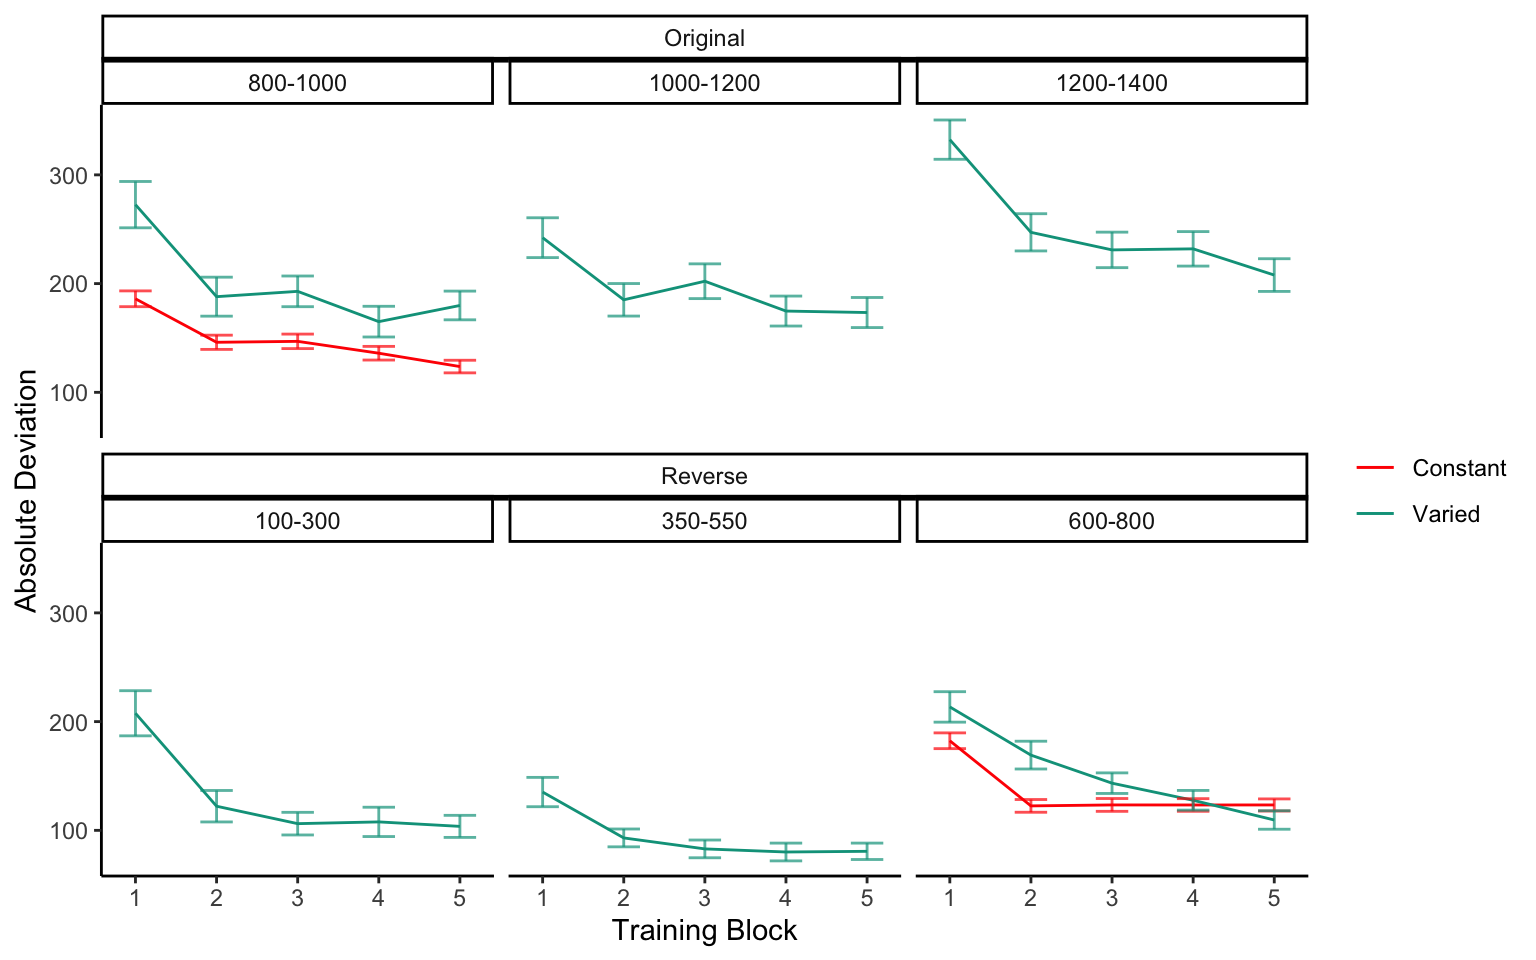 Original
800-1000
1000-1200
1200-1400
300
200
100
Absolute Deviation
Constant
Varied
Reverse
100-300
350-550
600-800
300
200
100
1 2 3 4 5 1 2 3 4 5 1 2 3 4 5
Training Block